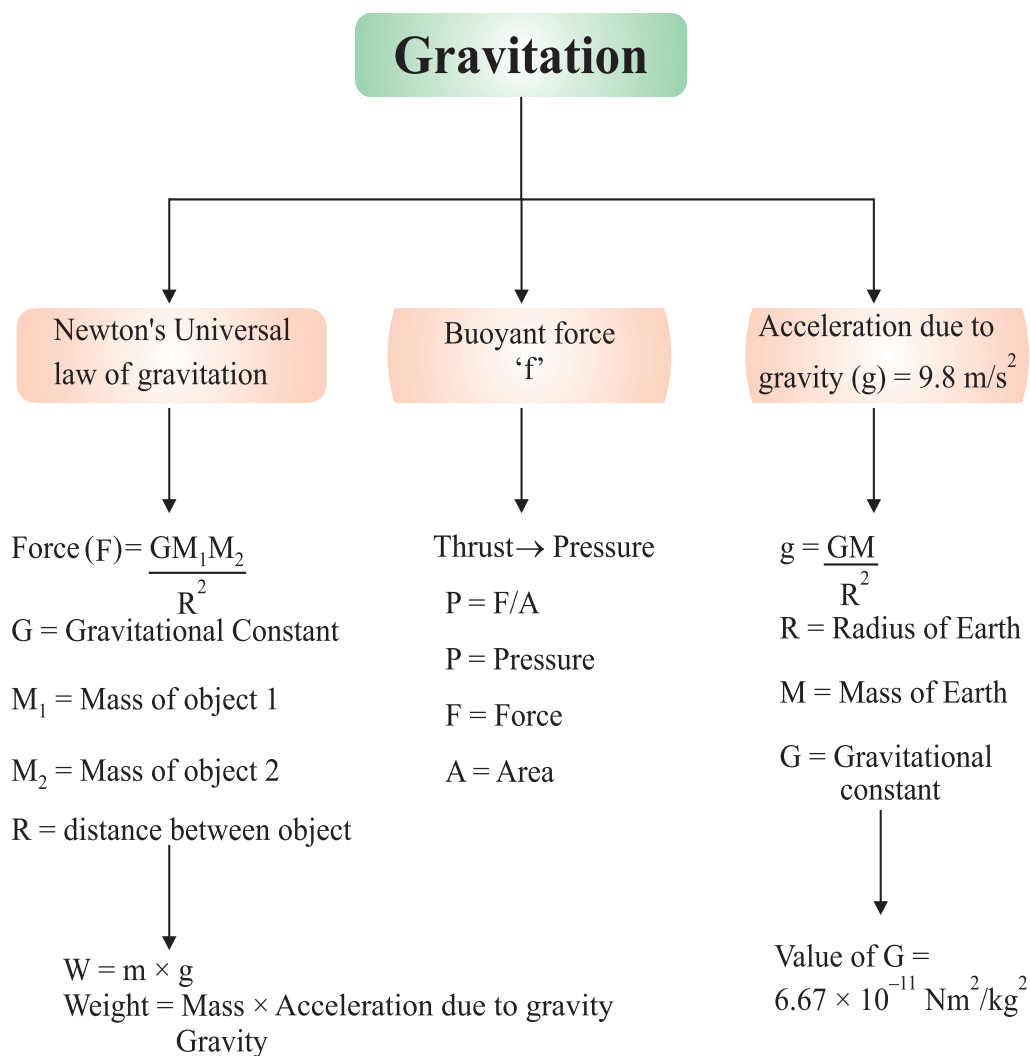 Gravitation
Newton's Universal
law of gravitation
Force (F) = GM₁M₂
R²
G = Gravitational Constant
M₁ = Mass of object 1
M₂ = Mass of object 2
R = distance between object
W = m × g
Weight = Mass × Acceleration due to gravity
Gravity
Buoyant force
‘f’
Thrust→ Pressure
P = F/A
P = Pressure
F = Force
A = Area
Acceleration due to
gravity (g) = 9.8 m/s²
g = GM
R²
R = Radius of Earth
M = Mass of Earth
G = Gravitational
constant
Value of G =
6.67 × 10⁻¹¹ Nm²/kg²